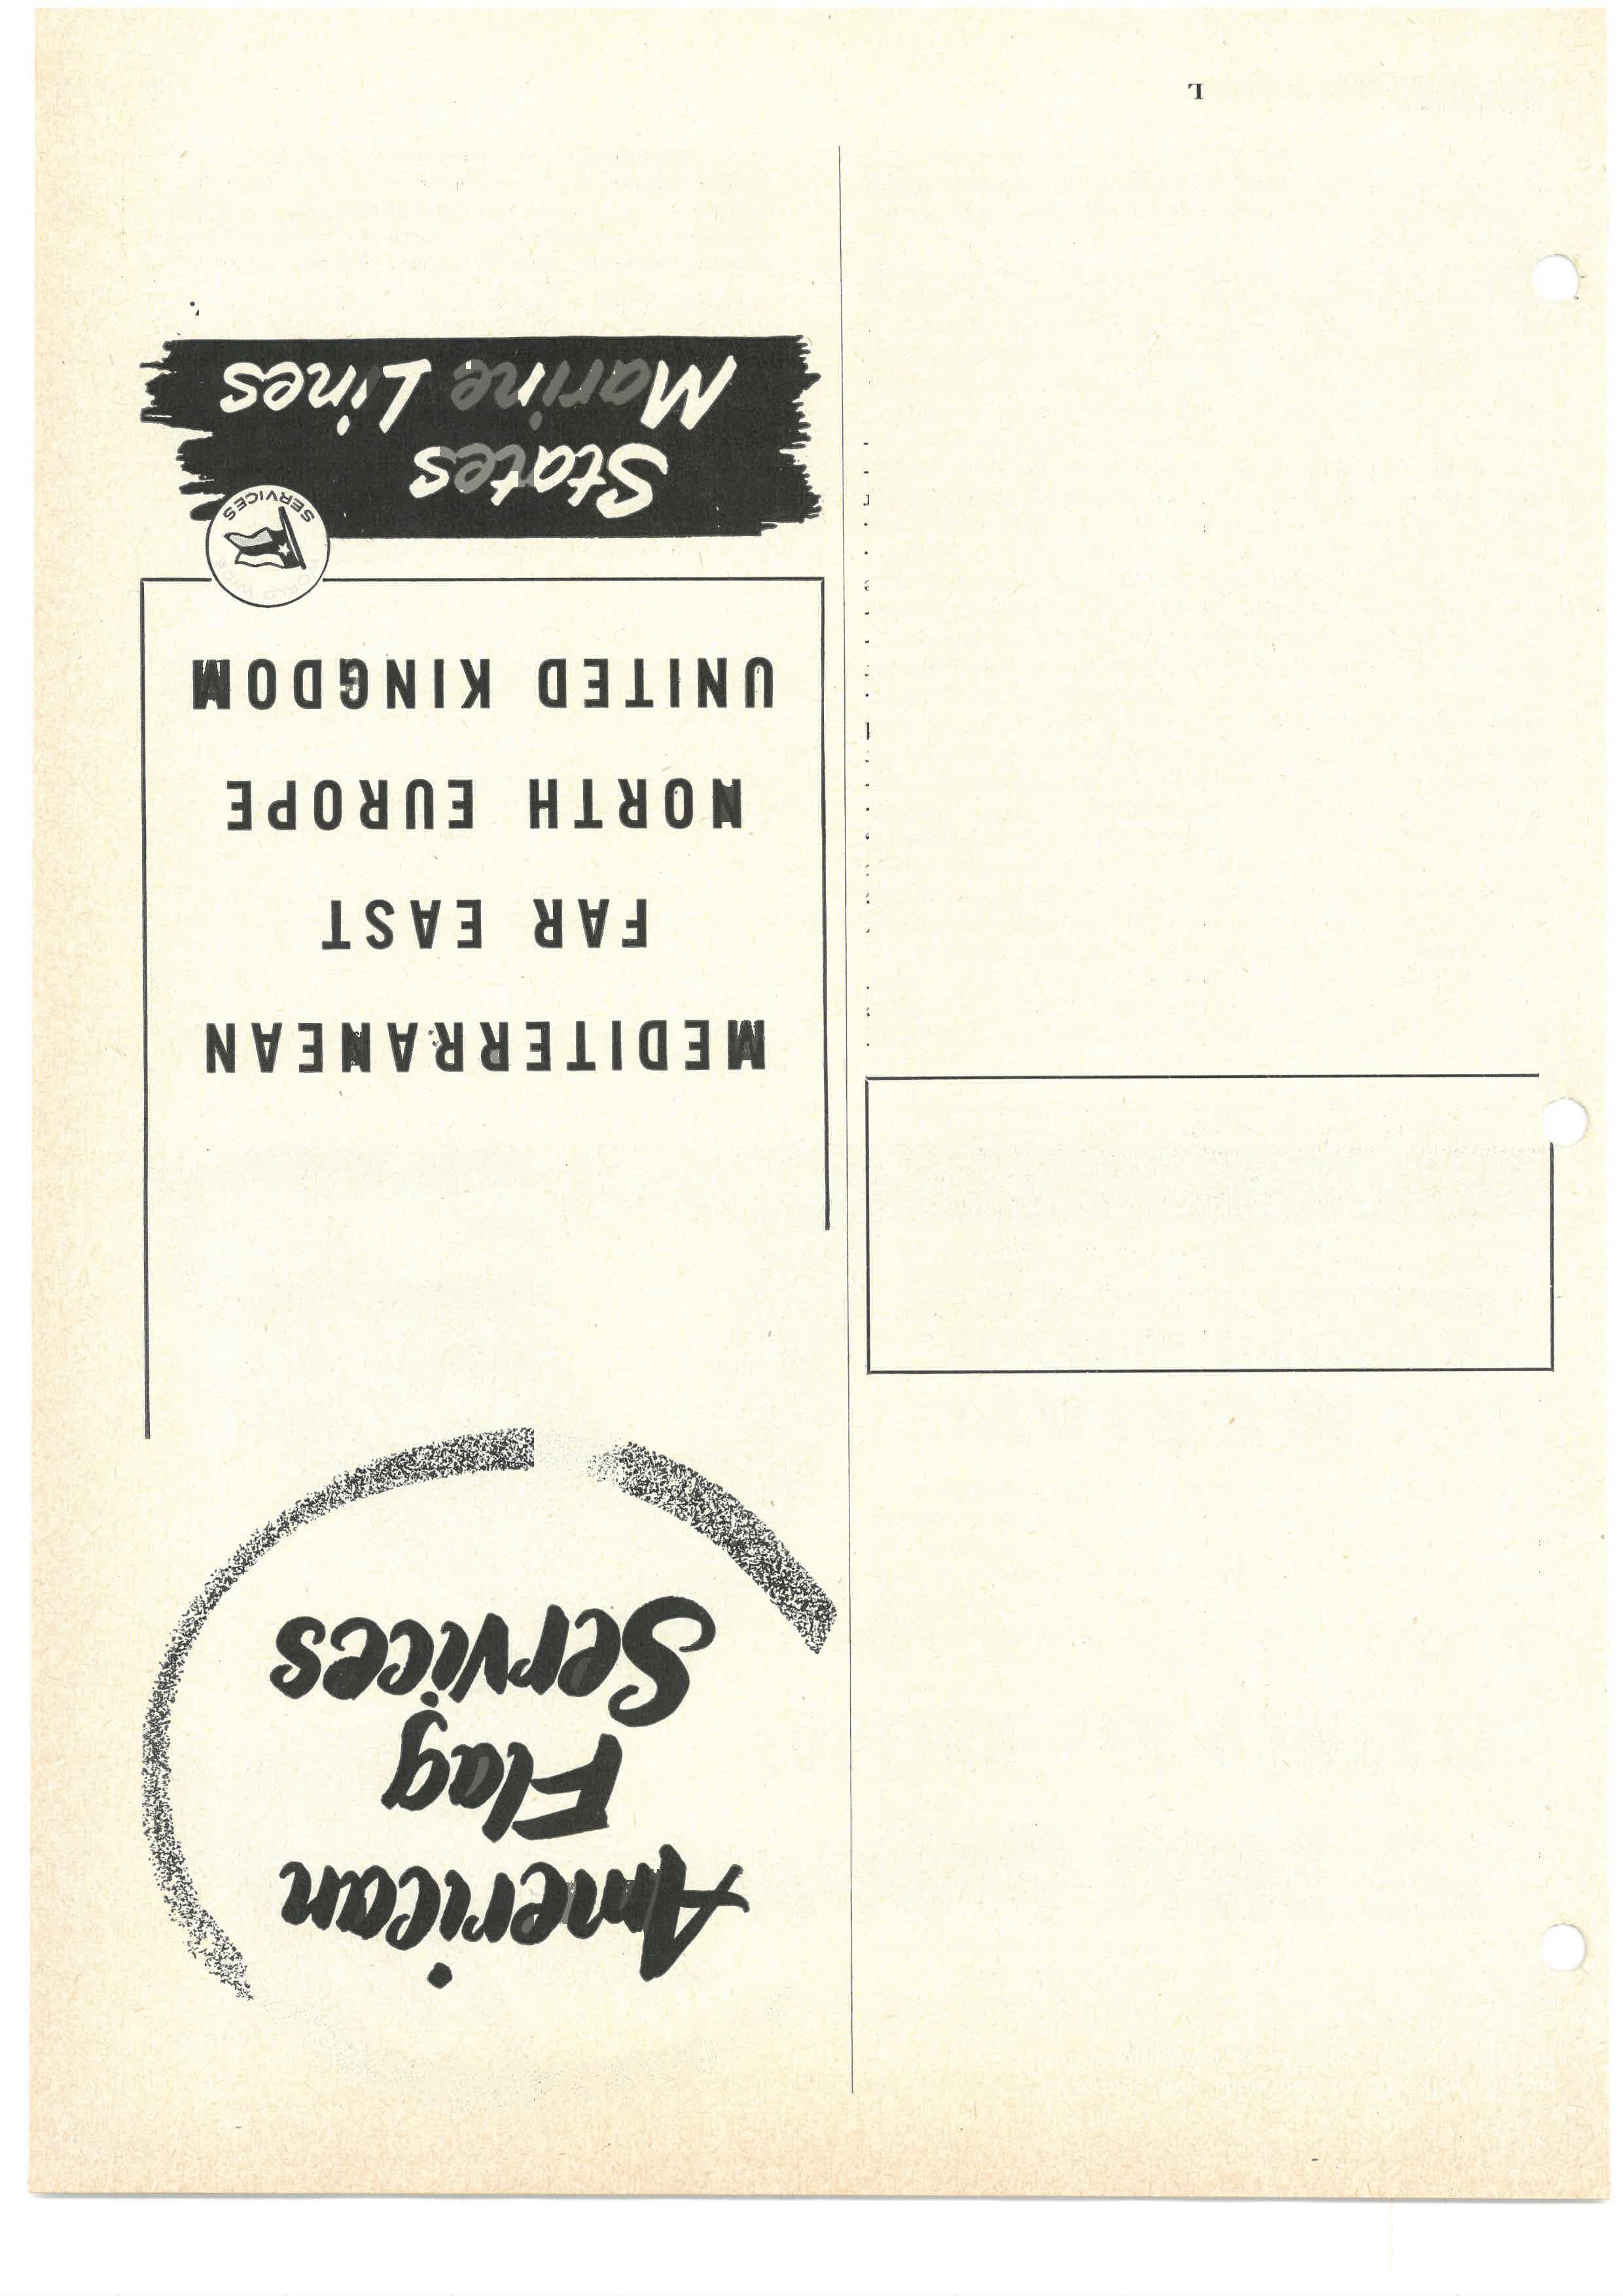 American
Flag
Services
MEDITERRANEAN
FAR EAST
NORTH EUROPE
UNITED KINGDOM
SERVICES
States
Marine Lines